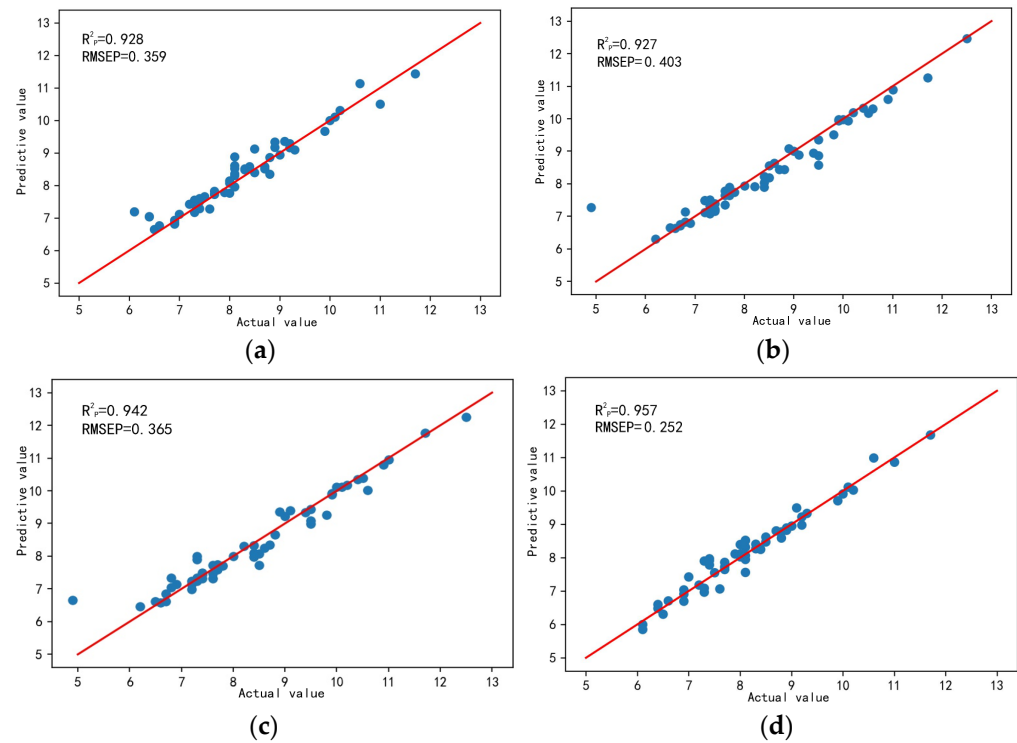 R²ₚ=0.928
RMSEP=0.359
Predictive value
13
12
11
10
9
8
7
6
5
5 6 7 8 9 10 11 12 13
Actual value
(a)
R²ₚ=0.927
RMSEP=0.403
Predictive value
13
12
11
10
9
8
7
6
5
5 6 7 8 9 10 11 12 13
Actual value
(b)
R²ₚ=0.942
RMSEP=0.365
Predictive value
13
12
11
10
9
8
7
6
5
5 6 7 8 9 10 11 12 13
Actual value
(c)
R²ₚ=0.957
RMSEP=0.252
Predictive value
13
12
11
10
9
8
7
6
5
5 6 7 8 9 10 11 12 13
Actual value
(d)